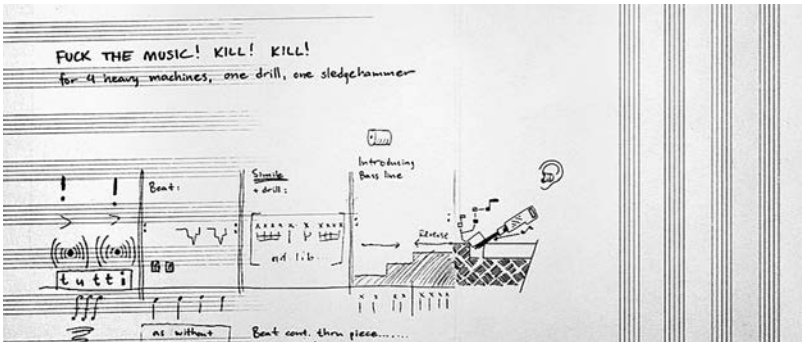 FUCK THE MUSIC! KILL! KILL!
for 4 heavy machines, one drill, one sledgehammer
Introducing
Bass line
! !
Beat:
Simile
+ drill:
x x x x x. x x x x x
ad lib
Reverse
tutti
fff
as without
Beat cont. thru piece......